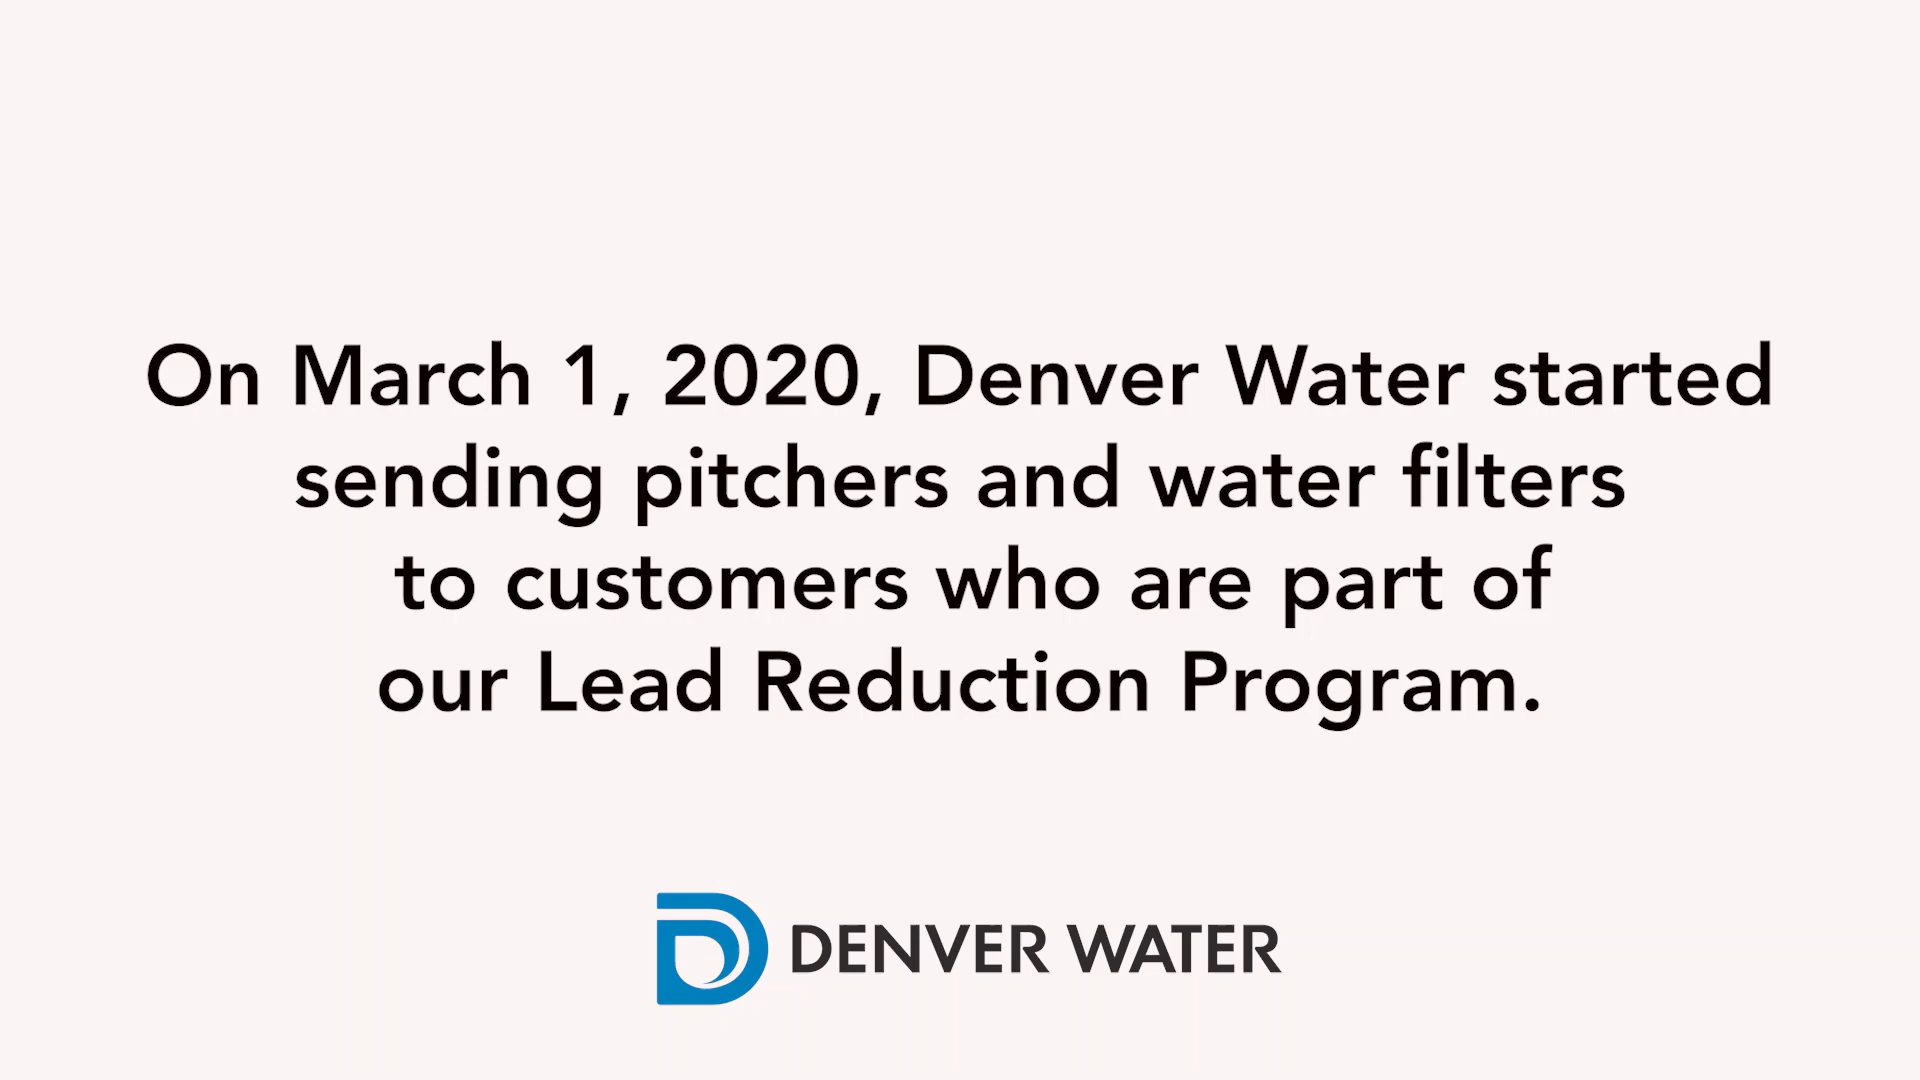 On March 1, 2020, Denver Water started
sending pitchers and water filters
to customers who are part of
our Lead Reduction Program.
DENVER WATER